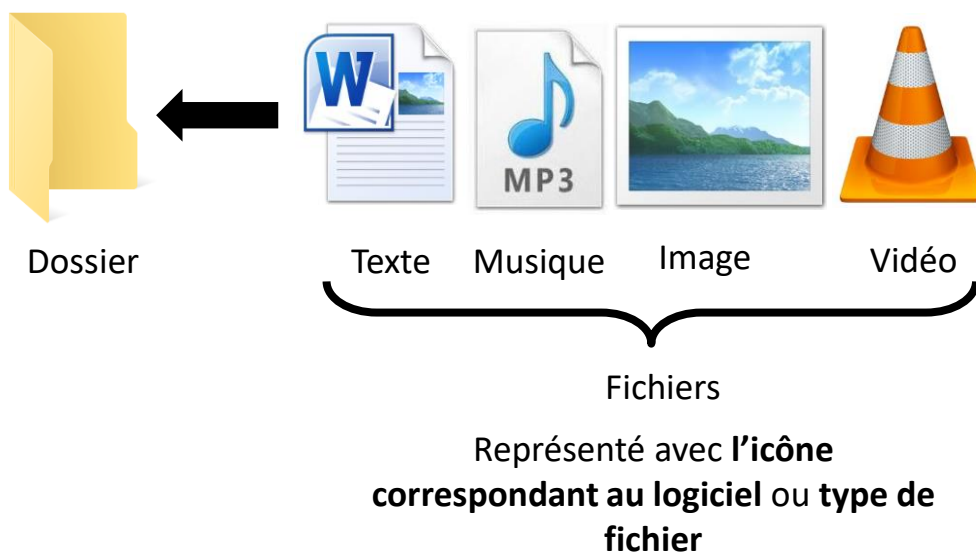 W
MP3
Dossier
Texte
Musique
Image
Vidéo
Fichiers
Représenté avec l’icône
correspondant au logiciel ou type de
fichier